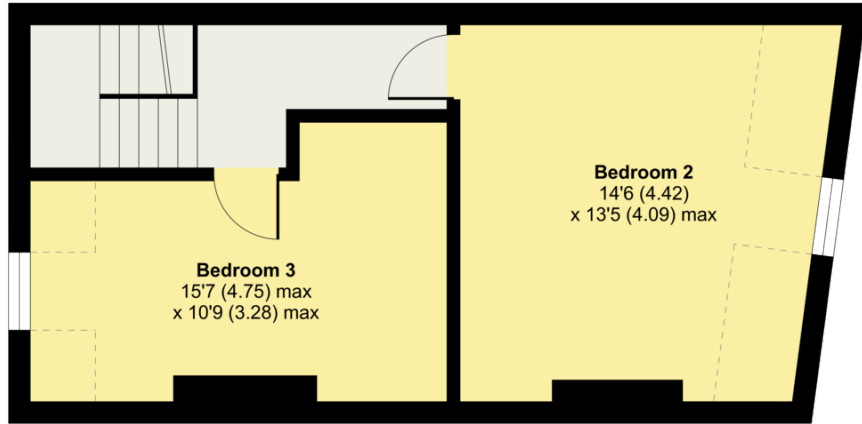 Bedroom 2
14'6 (4.42)
x 13'5 (4.09) max
Bedroom 3
15'7 (4.75) max
x 10'9 (3.28) max